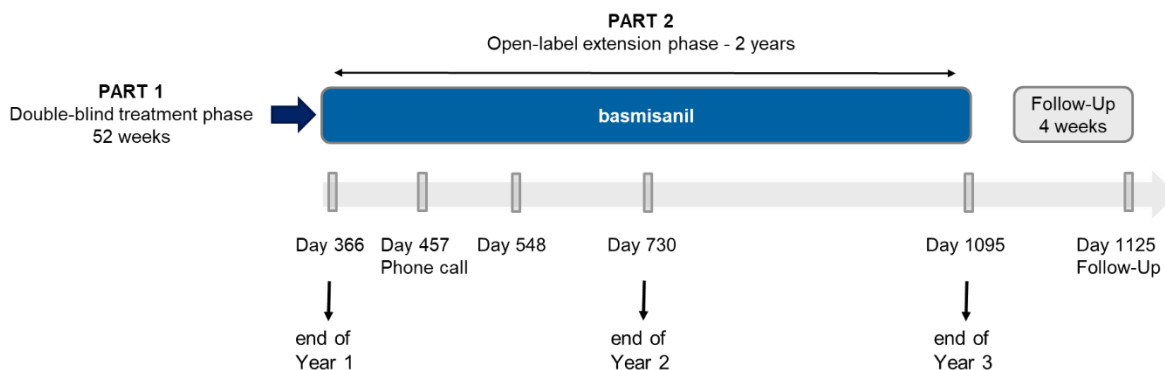 PART 2
Open-label extension phase - 2 years
PART 1
Double-blind treatment phase
52 weeks
basmisanil
Follow-Up
4 weeks
Day 366
Day 457
Phone call
Day 548
Day 730
Day 1095
Day 1125
Follow-Up
end of
Year 1
end of
Year 2
end of
Year 3